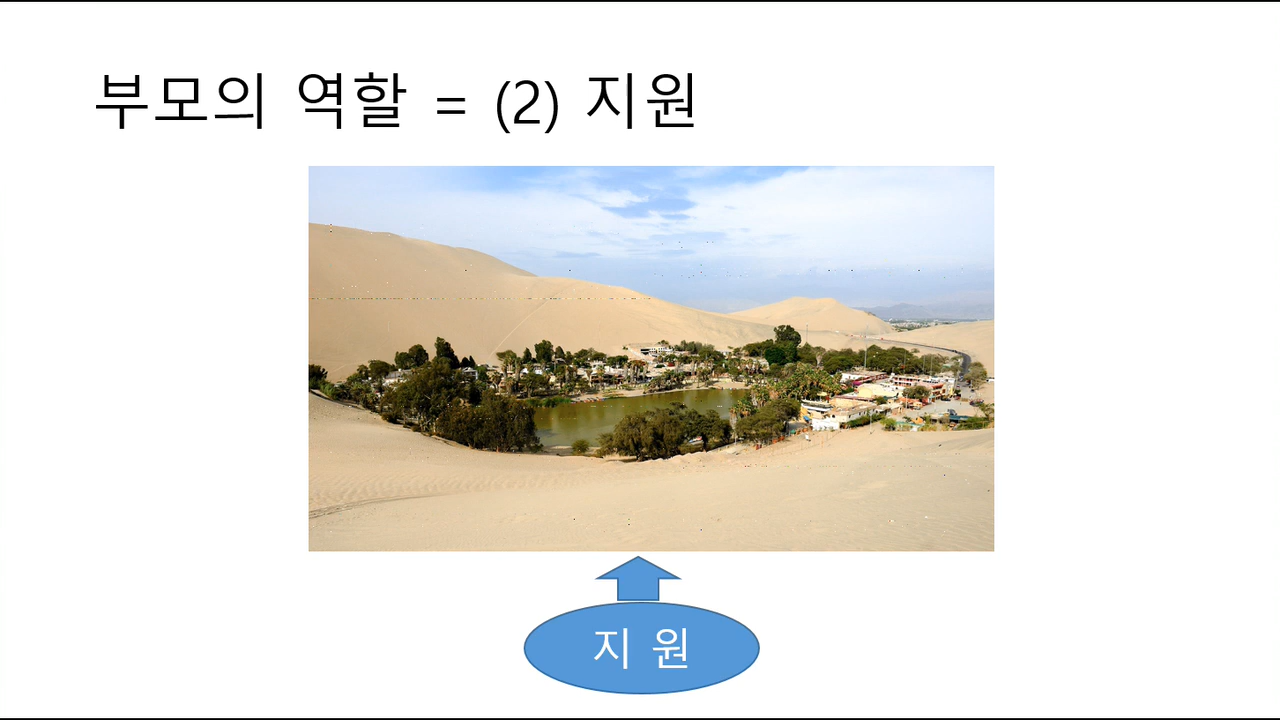 부모의 역할 = (2) 지원
지 원